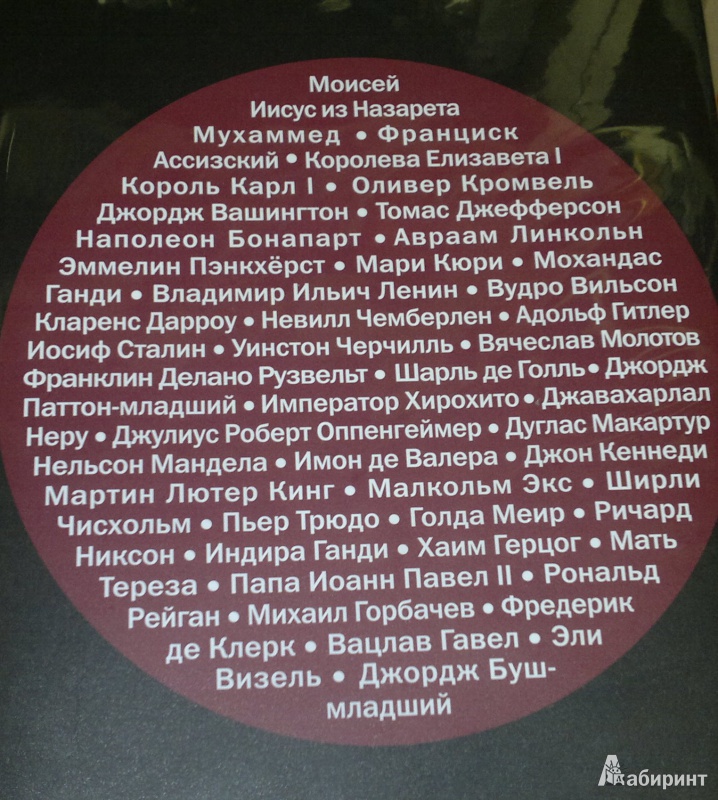 Моисей
Иисус из Назарета
Мухаммед • Франциск
Ассизский • Королева Елизавета I
Король Карл I • Оливер Кромвель
Джордж Вашингтон • Томас Джефферсон
Наполеон Бонапарт • Авраам Линкольн
Эммелин Пэнкхёрст • Мари Кюри • Мохандас
Ганди • Владимир Ильич Ленин • Вудро Вильсон
Кларенс Дарроу • Невилл Чемберлен • Адольф Гитлер
Иосиф Сталин • Уинстон Черчилль • Вячеслав Молотов
Франклин Делано Рузвельт • Шарль де Голль • Джордж
Паттон-младший • Император Хирохито • Джавахарлал
Неру • Джулиус Роберт Оппенгеймер • Дуглас Макартур
Нельсон Мандела • Имон де Валера • Джон Кеннеди
Мартин Лютер Кинг • Малкольм Экс • Ширли
Чисхольм • Пьер Трюдо • Голда Меир • Ричард
Никсон • Индира Ганди • Хаим Герцог • Мать
Тереза • Папа Иоанн Павел II • Рональд
Рейган • Михаил Горбачев • Фредерик
де Клерк • Вацлав Гавел • Эли
Визель • Джордж Буш-
младший
Лабиринт